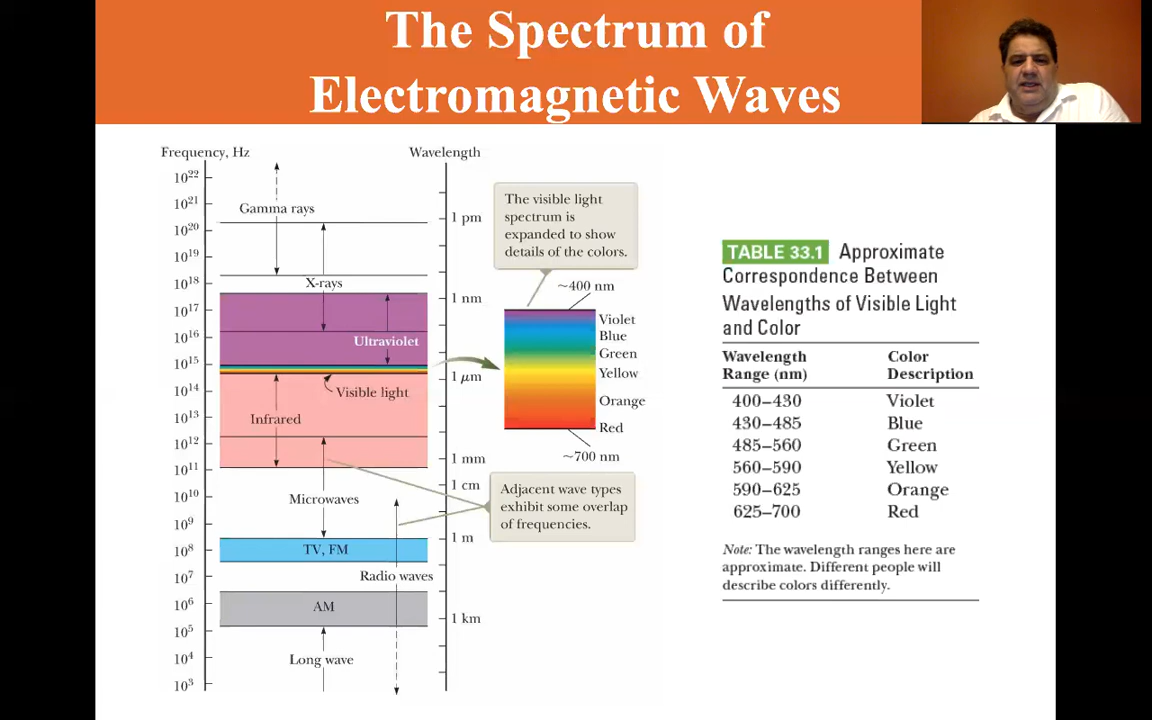 The Spectrum of
Electromagnetic Waves
Frequency, Hz
Wavelength
10²²
10²¹
10²⁰
10¹⁹
10¹⁸
10¹⁷
10¹⁶
10¹⁵
10¹⁴
10¹³
10¹²
10¹¹
10¹⁰
10⁹
10⁸
10⁷
10⁶
10⁵
10⁴
10³
Gamma rays
X-rays
Ultraviolet
Visible light
Infrared
Microwaves
TV, FM
Radio waves
AM
Long wave
1 pm
1 nm
1 μm
1 mm
1 cm
1 m
1 km
The visible light
spectrum is
expanded to show
details of the colors.
~400 nm
Violet
Blue
Green
Yellow
Orange
Red
~700 nm
Adjacent wave types
exhibit some overlap
of frequencies.
TABLE 33.1 Approximate
Correspondence Between
Wavelengths of Visible Light
and Color
Wavelength Color
Range (nm) Description
400–430 Violet
430–485 Blue
485–560 Green
560–590 Yellow
590–625 Orange
625–700 Red
Note: The wavelength ranges here are
approximate. Different people will
describe colors differently.